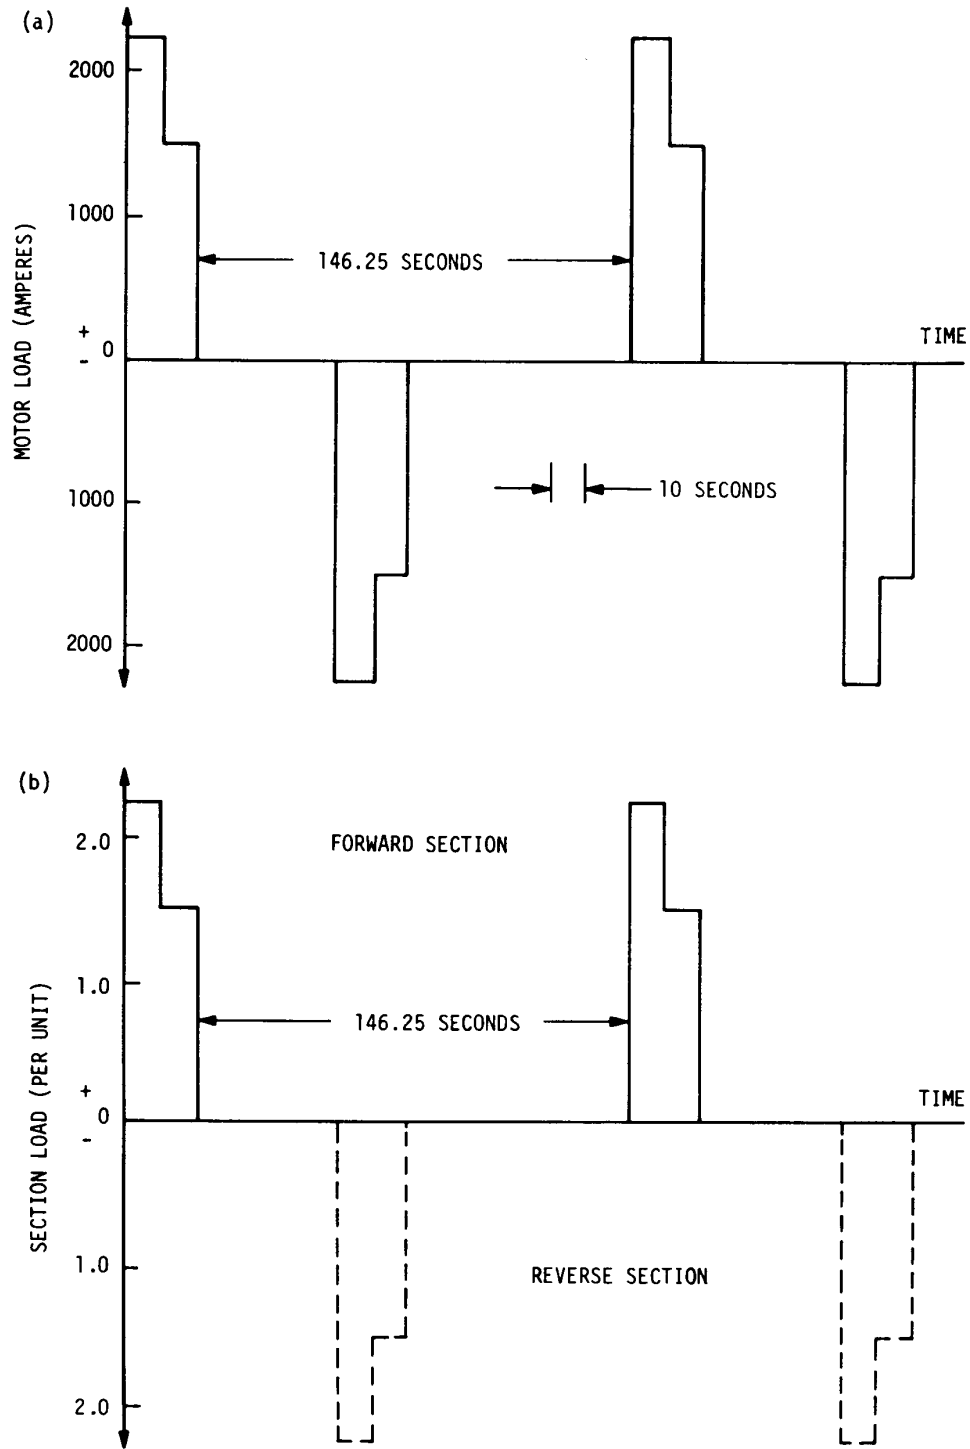 (a)
2000
1000
MOTOR LOAD (AMPERES)
+
0
-
146.25 SECONDS
TIME
10 SECONDS
1000
2000
(b)
2.0
FORWARD SECTION
1.0
146.25 SECONDS
SECTION LOAD (PER UNIT)
+
0
-
TIME
1.0
REVERSE SECTION
2.0